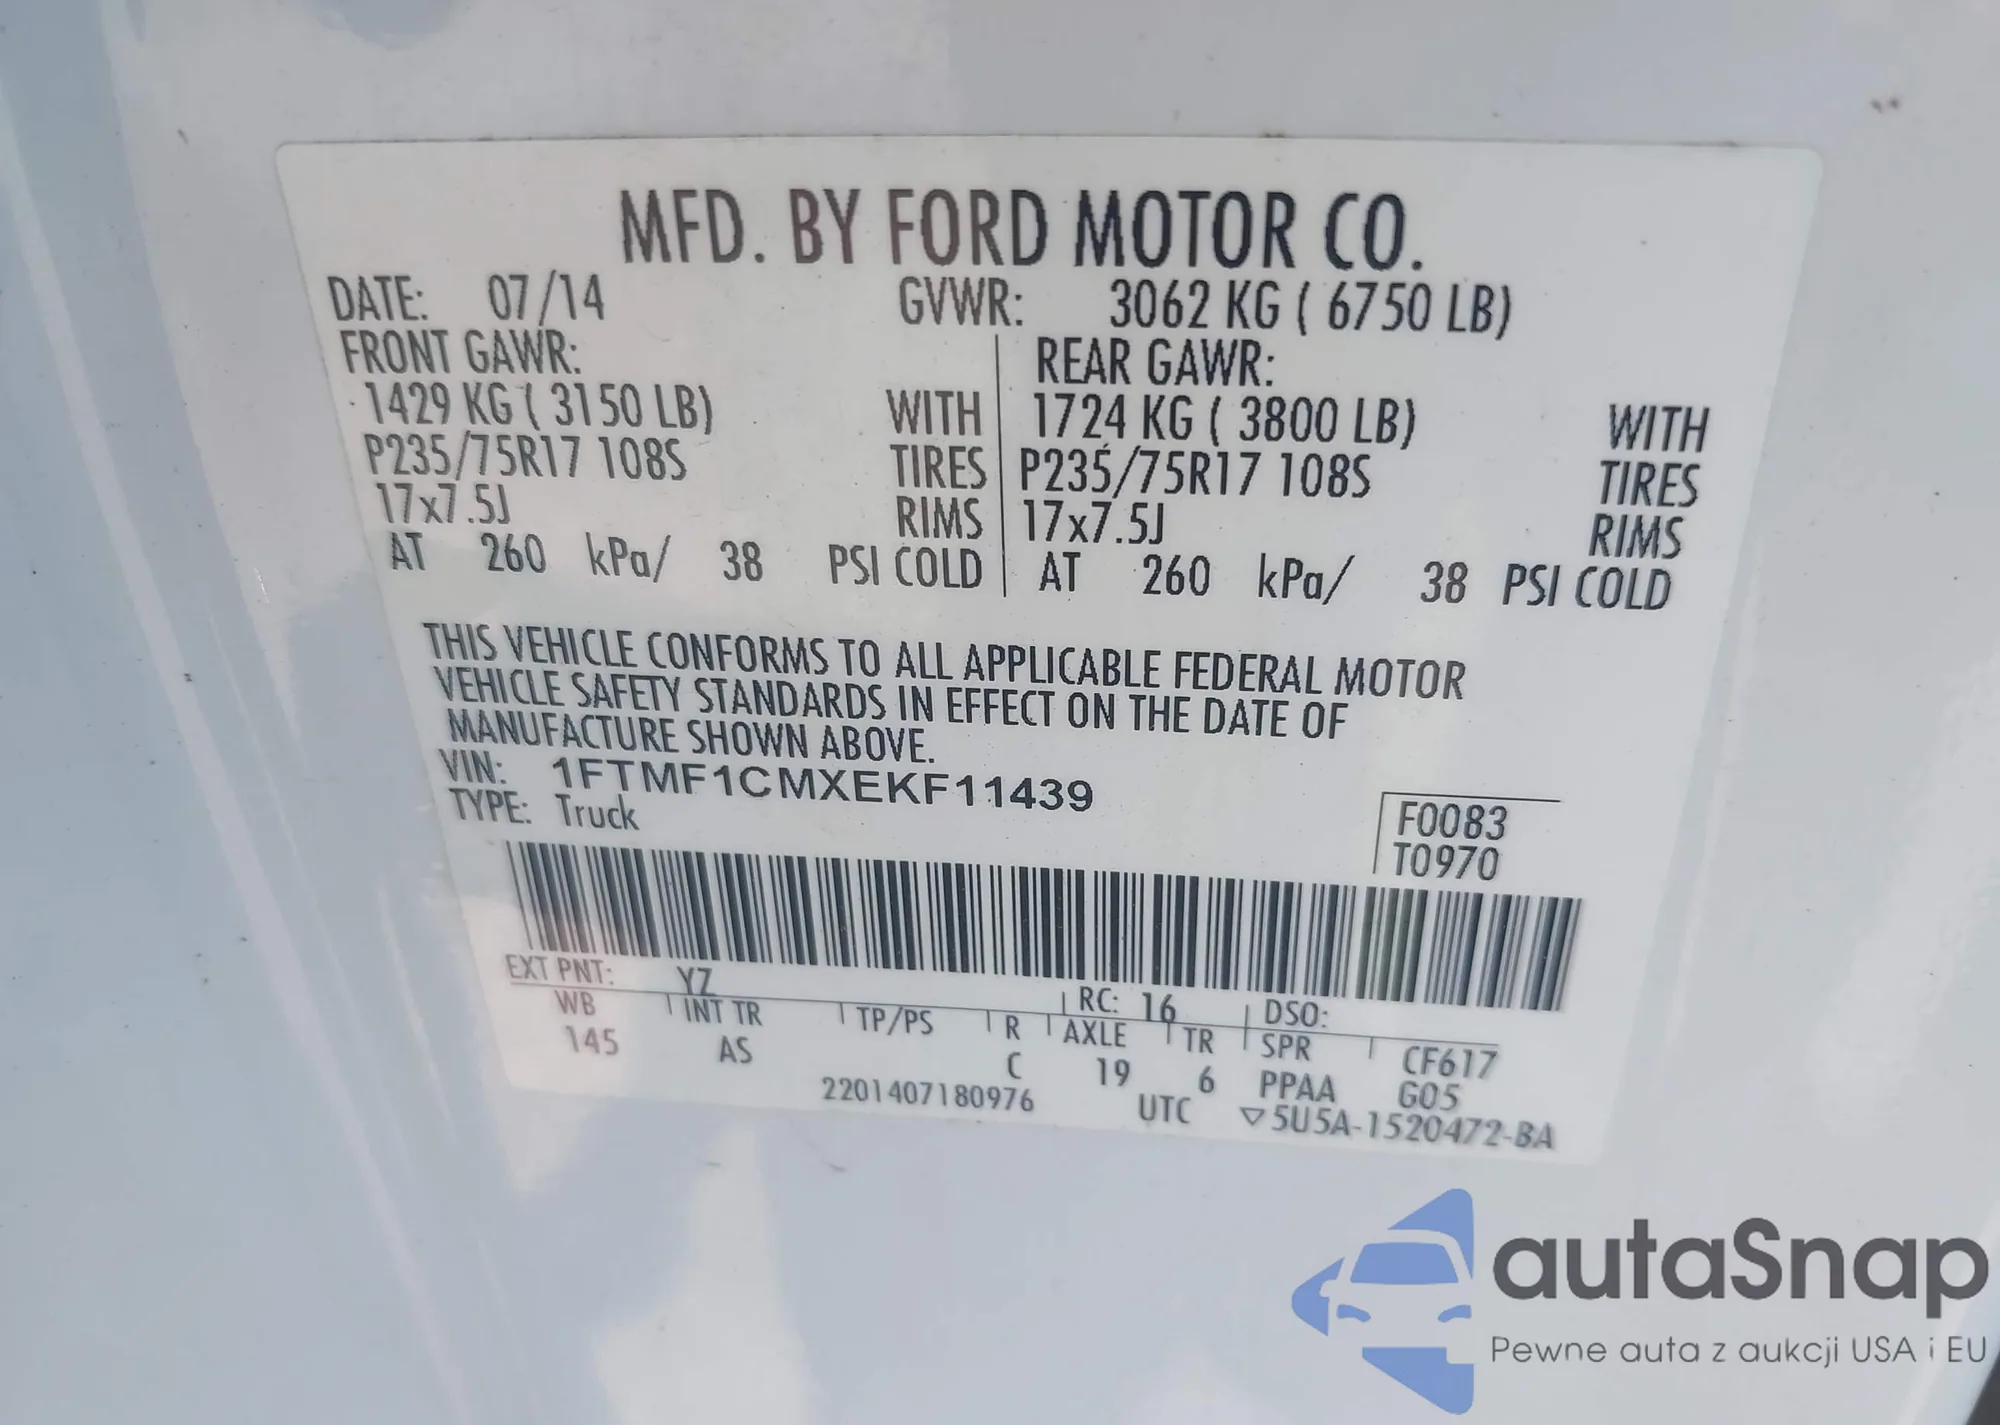 MFD. BY FORD MOTOR CO.
DATE: 07/14 GVWR: 3062 KG ( 6750 LB)
FRONT GAWR: REAR GAWR:
1429 KG ( 3150 LB) WITH 1724 KG ( 3800 LB) WITH
P235/75R17 108S TIRES P235/75R17 108S TIRES
17x7.5J RIMS 17x7.5J RIMS
AT 260 kPa/ 38 PSI COLD AT 260 kPa/ 38 PSI COLD
THIS VEHICLE CONFORMS TO ALL APPLICABLE FEDERAL MOTOR
VEHICLE SAFETY STANDARDS IN EFFECT ON THE DATE OF
MANUFACTURE SHOWN ABOVE.
VIN: 1FTMF1CMXEKF11439
TYPE: Truck
F0083
T0970
EXT PNT: YZ RC: 16 DSO:
WB INT TR TP/PS R AXLE TR SPR CF617
145 AS C 19 6 PPAA G05
2201407180976 UTC ▽5U5A-1520472-BA
autaSnap
Pewne auta z aukcji USA i EU